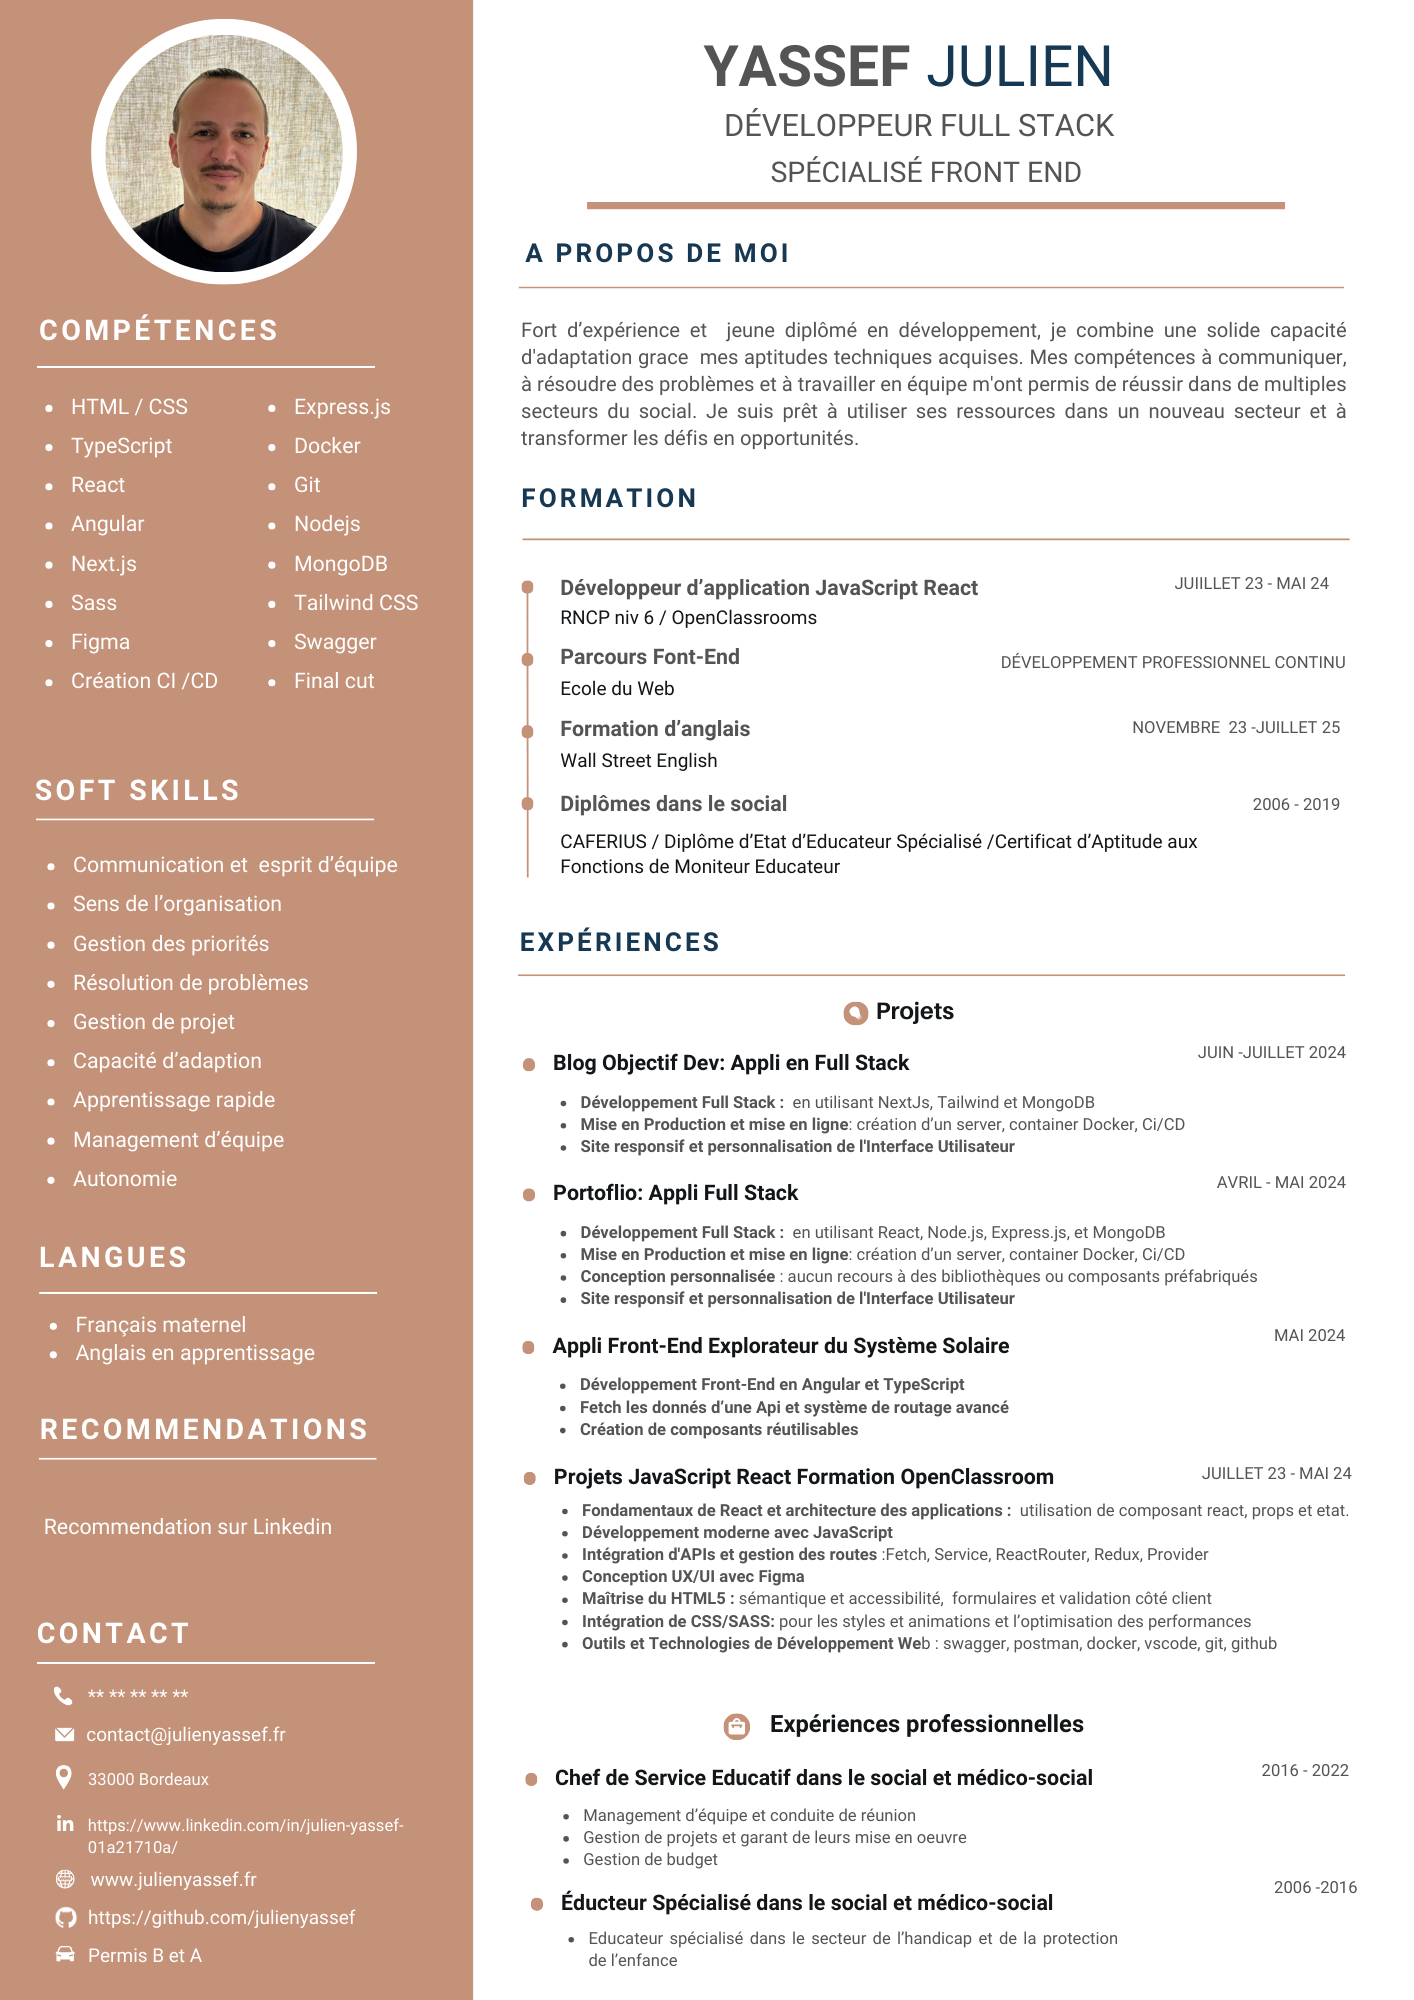 YASSEF JULIEN
DÉVELOPPEUR FULL STACK
SPÉCIALISÉ FRONT END
COMPÉTENCES
HTML / CSS
TypeScript
React
Angular
Next.js
Sass
Figma
Création CI /CD
Express.js
Docker
Git
Nodejs
MongoDB
Tailwind CSS
Swagger
Final cut
SOFT SKILLS
Communication et  esprit d’équipe
Sens de l’organisation
Gestion des priorités
Résolution de problèmes
Gestion de projet
Capacité d’adaption
Apprentissage rapide
Management d’équipe
Autonomie
LANGUES
Français maternel
Anglais en apprentissage
RECOMMENDATIONS
Recommendation sur Linkedin
CONTACT
** ** ** ** **
contact@julienyassef.fr
33000 Bordeaux
https://www.linkedin.com/in/julien-yassef-
01a21710a/
www.julienyassef.fr
https://github.com/julienyassef
Permis B et A
A PROPOS DE MOI
Fort d’expérience et  jeune diplômé en développement, je combine une solide capacité
d'adaptation grace  mes aptitudes techniques acquises. Mes compétences à communiquer,
à résoudre des problèmes et à travailler en équipe m'ont permis de réussir dans de multiples
secteurs du social. Je suis prêt à utiliser ses ressources dans un nouveau secteur et à
transformer les défis en opportunités.
FORMATION
Développeur d’application JavaScript React
JUIILLET 23 - MAI 24
RNCP niv 6 / OpenClassrooms
Parcours Font-End
DÉVELOPPEMENT PROFESSIONNEL CONTINU
Ecole du Web
Formation d’anglais
NOVEMBRE  23 -JUILLET 25
Wall Street English
Diplômes dans le social
2006 - 2019
CAFERIUS / Diplôme d’Etat d’Educateur Spécialisé /Certificat d’Aptitude aux
Fonctions de Moniteur Educateur
EXPÉRIENCES
Projets
Blog Objectif Dev: Appli en Full Stack
JUIN -JUILLET 2024
Développement Full Stack :  en utilisant NextJs, Tailwind et MongoDB
Mise en Production et mise en ligne: création d’un server, container Docker, Ci/CD
Site responsif et personnalisation de l'Interface Utilisateur
Portoflio: Appli Full Stack
AVRIL - MAI 2024
Développement Full Stack :  en utilisant React, Node.js, Express.js, et MongoDB
Mise en Production et mise en ligne: création d’un server, container Docker, Ci/CD
Conception personnalisée : aucun recours à des bibliothèques ou composants préfabriqués
Site responsif et personnalisation de l'Interface Utilisateur
Appli Front-End Explorateur du Système Solaire
MAI 2024
Développement Front-End en Angular et TypeScript
Fetch les donnés d’une Api et système de routage avancé
Création de composants réutilisables
Projets JavaScript React Formation OpenClassroom
JUILLET 23 - MAI 24
Fondamentaux de React et architecture des applications :  utilisation de composant react, props et etat.
Développement moderne avec JavaScript
Intégration d'APIs et gestion des routes :Fetch, Service, ReactRouter, Redux, Provider
Conception UX/UI avec Figma
Maîtrise du HTML5 : sémantique et accessibilité,  formulaires et validation côté client
Intégration de CSS/SASS: pour les styles et animations et l’optimisation des performances
Outils et Technologies de Développement Web : swagger, postman, docker, vscode, git, github
Expériences professionnelles
Chef de Service Educatif dans le social et médico-social
2016 - 2022
Management d’équipe et conduite de réunion
Gestion de projets et garant de leurs mise en oeuvre
Gestion de budget
Éducteur Spécialisé dans le social et médico-social
2006 -2016
Educateur spécialisé dans le secteur de l’handicap et de la protection
de l’enfance